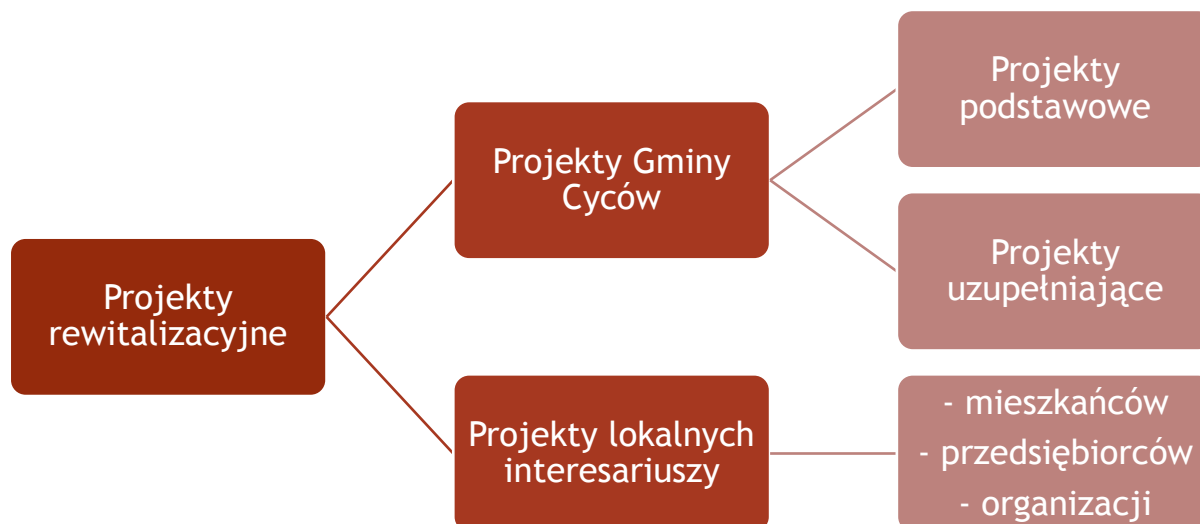 Projekty
rewitalizacyjne
Projekty Gminy
Cyców
Projekty
podstawowe
Projekty
uzupełniające
Projekty lokalnych
interesariuszy
- mieszkańców
- przedsiębiorców
- organizacji